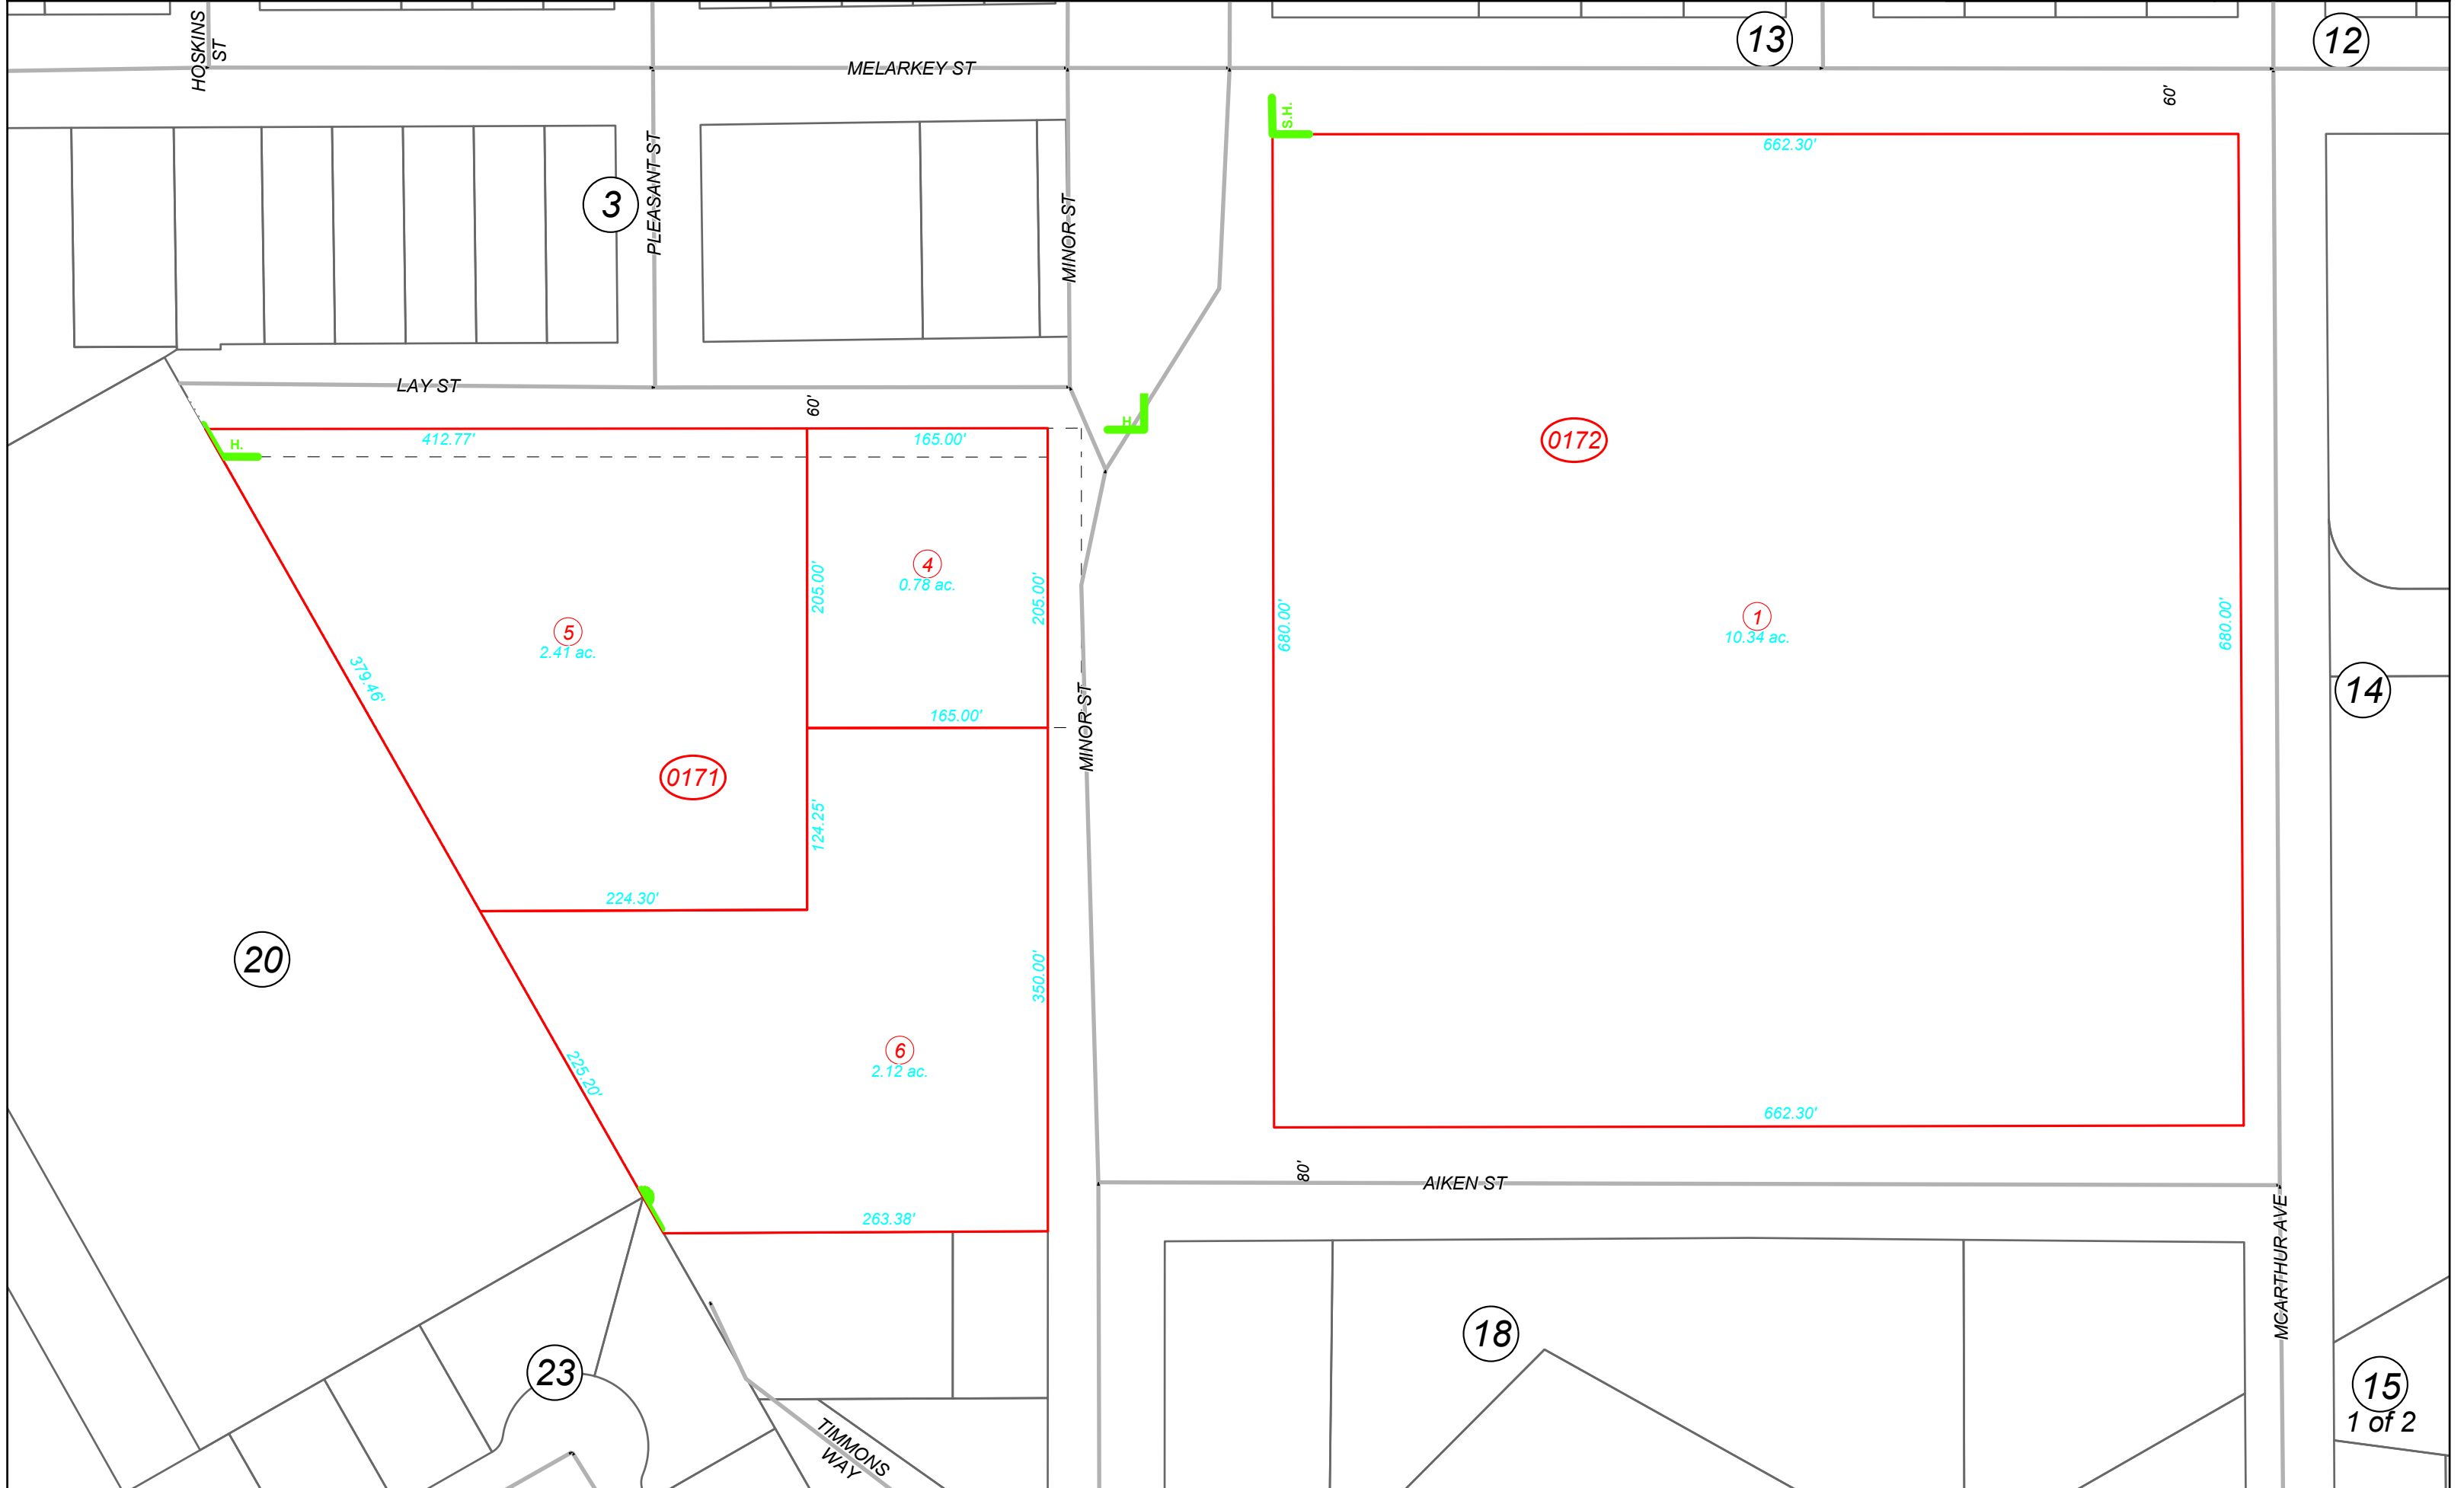 HOSKINS
ST
MELARKEY ST
13
12
60'
S.H.
662.30'
3
PLEASANT ST
MINOR ST
LAY ST
60'
H.
H.
412.77'
165.00'
0172
4
0.78 ac.
205.00'
205.00'
5
2.41 ac.
680.00'
1
10.34 ac.
680.00'
379.46'
14
165.00'
MINOR ST
0171
124.25'
224.30'
20
350.00'
6
2.12 ac.
225.20'
662.30'
80'
AIKEN ST
263.38'
MCARTHUR AVE
18
23
15
1 of 2
TIMMONS
WAY